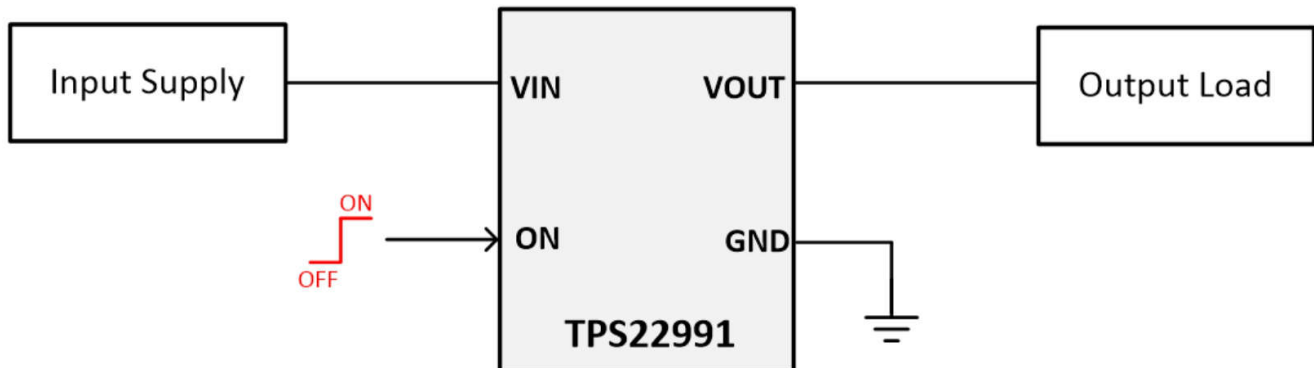 Input Supply
VIN
VOUT
Output Load
ON
OFF
ON
GND
TPS22991